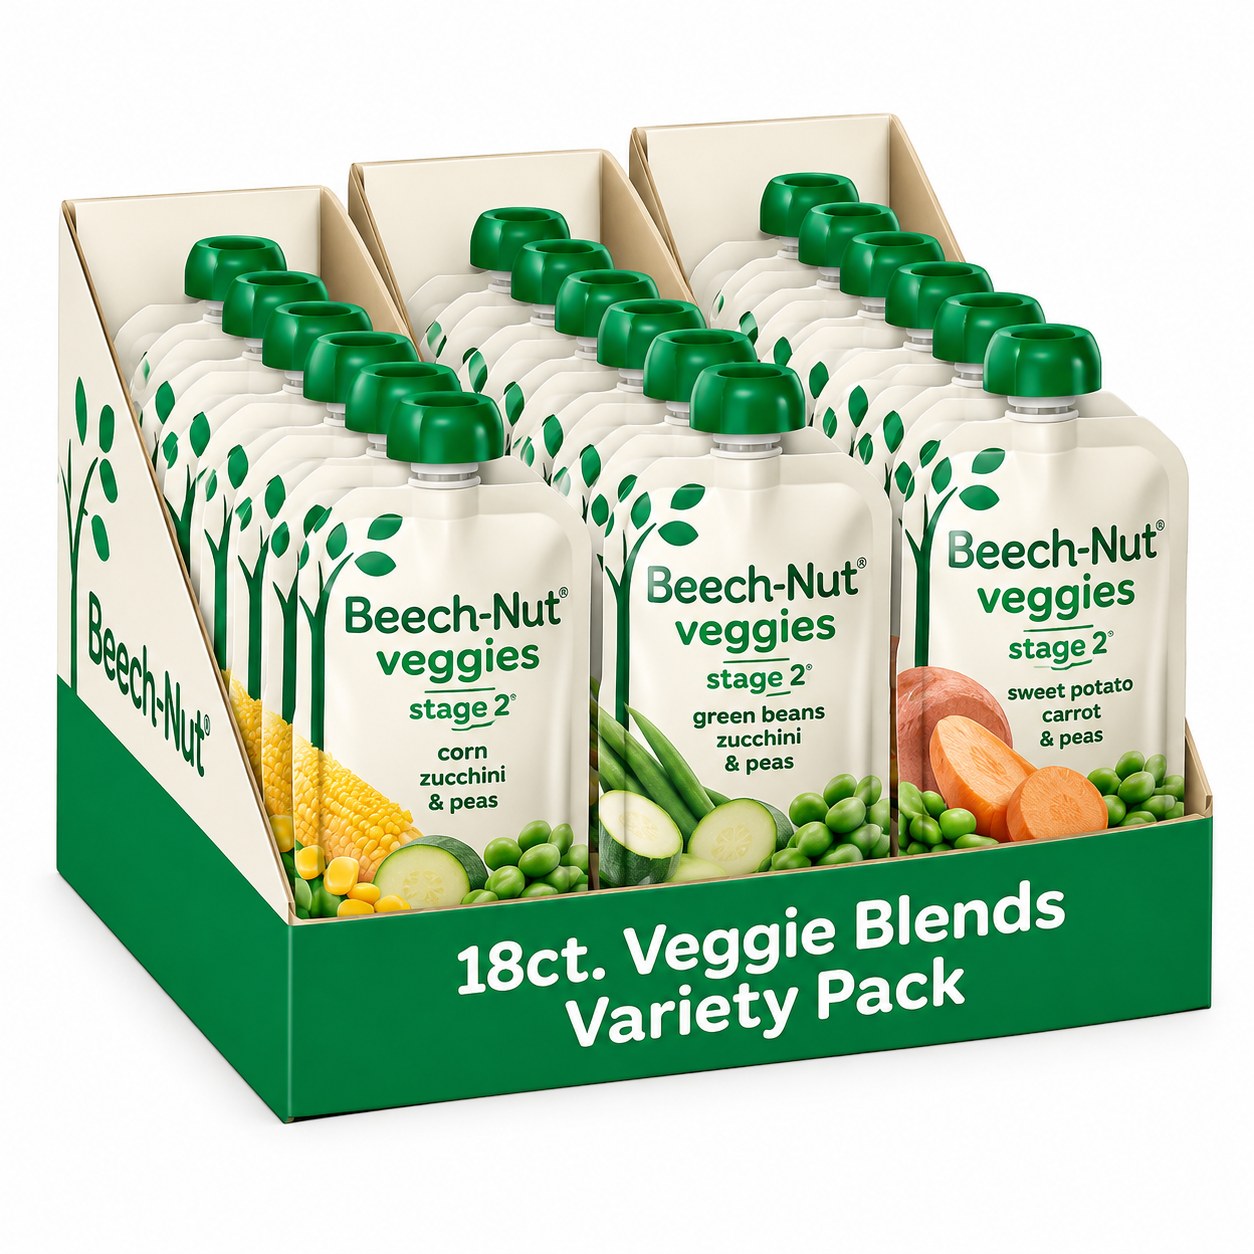 Beech-Nut®
Beech-Nut®
veggies
stage 2®
corn
zucchini
& peas
Beech-Nut®
veggies
stage 2®
green beans
zucchini
& peas
Beech-Nut®
veggies
stage 2®
sweet potato
carrot
& peas
18ct. Veggie Blends
Variety Pack